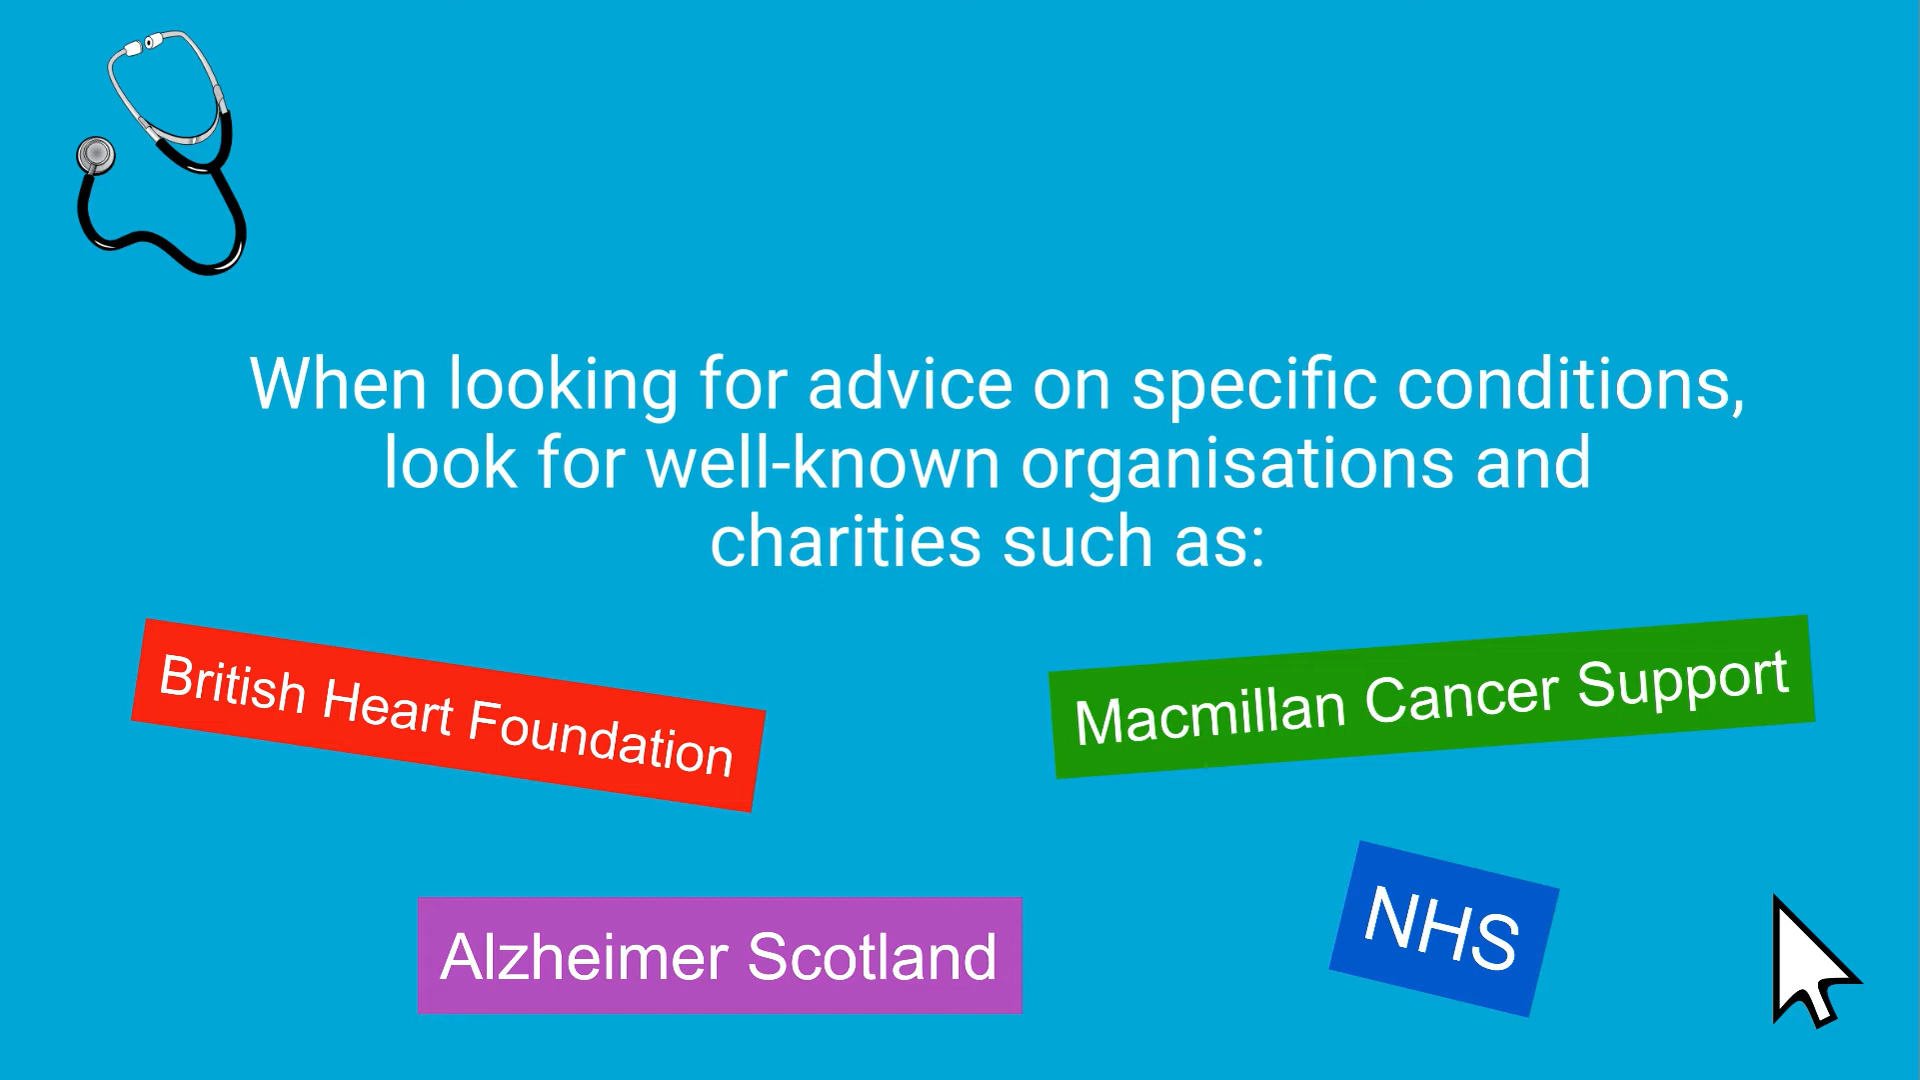 When looking for advice on specific conditions,
look for well-known organisations and
charities such as:
British Heart Foundation
Macmillan Cancer Support
Alzheimer Scotland
NHS